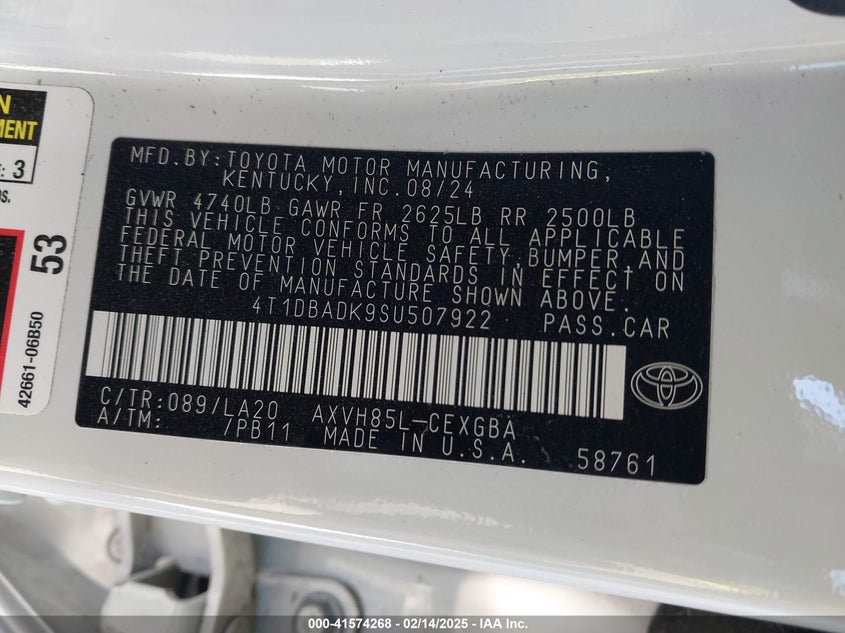 N
MENT
: 3
S.
53
42661-06B50
MFD.BY:TOYOTA MOTOR MANUFACTURING,
KENTUCKY,INC.08/24
GVWR 4740LB GAWR FR 2625LB RR 2500LB
THIS VEHICLE CONFORMS TO ALL APPLICABLE
FEDERAL MOTOR VEHICLE SAFETY,BUMPER,AND
THEFT PREVENTION STANDARDS IN EFFECT ON
THE DATE OF MANUFACTURE SHOWN ABOVE.
4T1DBADK9SU507922 PASS.CAR
C/TR:089/LA20 AXVH85L-CEXGBA
A/TM: /PB11 MADE IN U.S.A. 58761
000-41574268 - 02/14/2025 - IAA Inc.